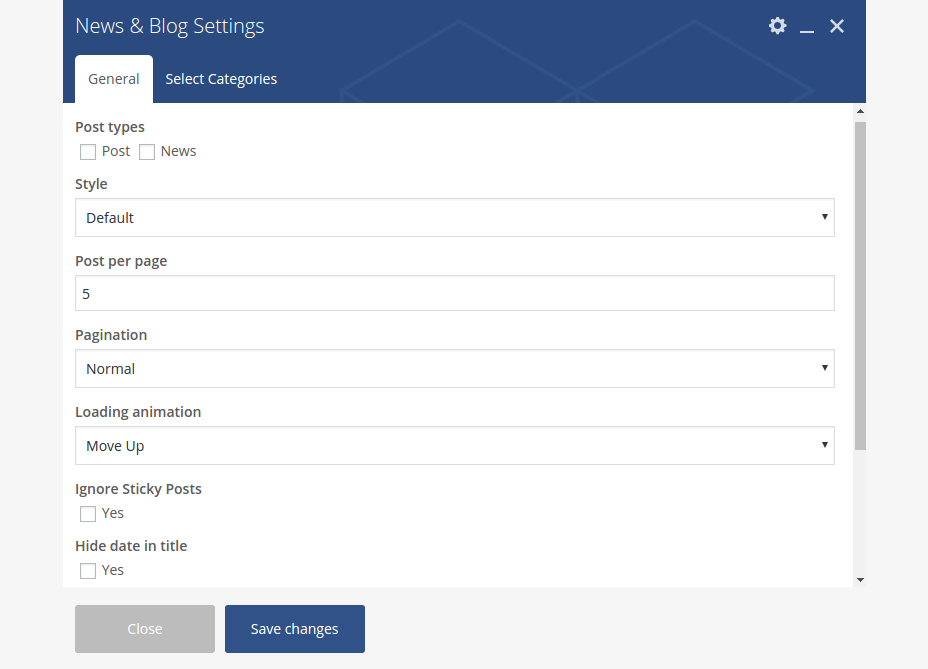 News & Blog Settings
General Select Categories
Post types
Post News
Style
Default
Post per page
5
Pagination
Normal
Loading animation
Move Up
Ignore Sticky Posts
Yes
Hide date in title
Yes
Close Save changes